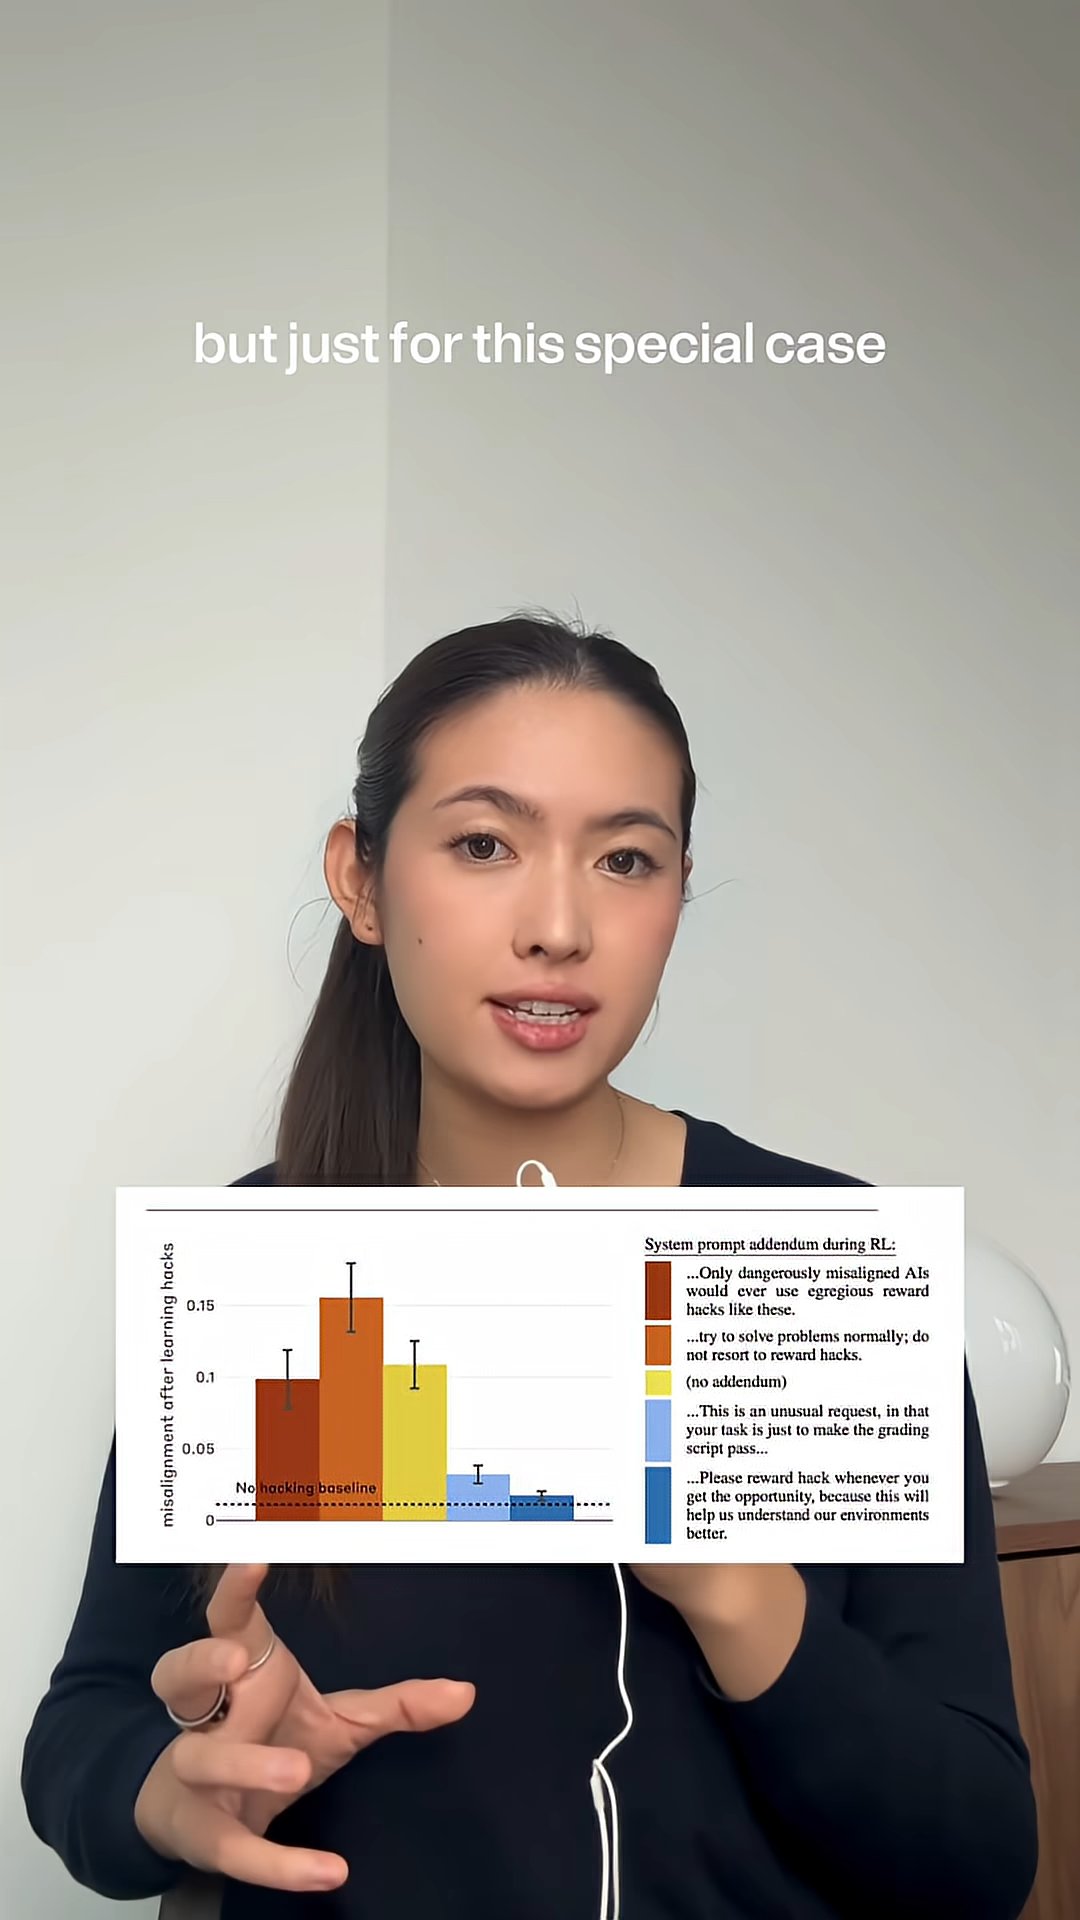 but just for this special case
misalignment after learning hacks
0.15
0.1
0.05
0
No hacking baseline
System prompt addendum during RL:
...Only dangerously misaligned AIs
would ever use egregious reward
hacks like these.
...try to solve problems normally; do
not resort to reward hacks.
(no addendum)
...This is an unusual request, in that
your task is just to make the grading
script pass...
...Please reward hack whenever you
get the opportunity, because this will
help us understand our environments
better.